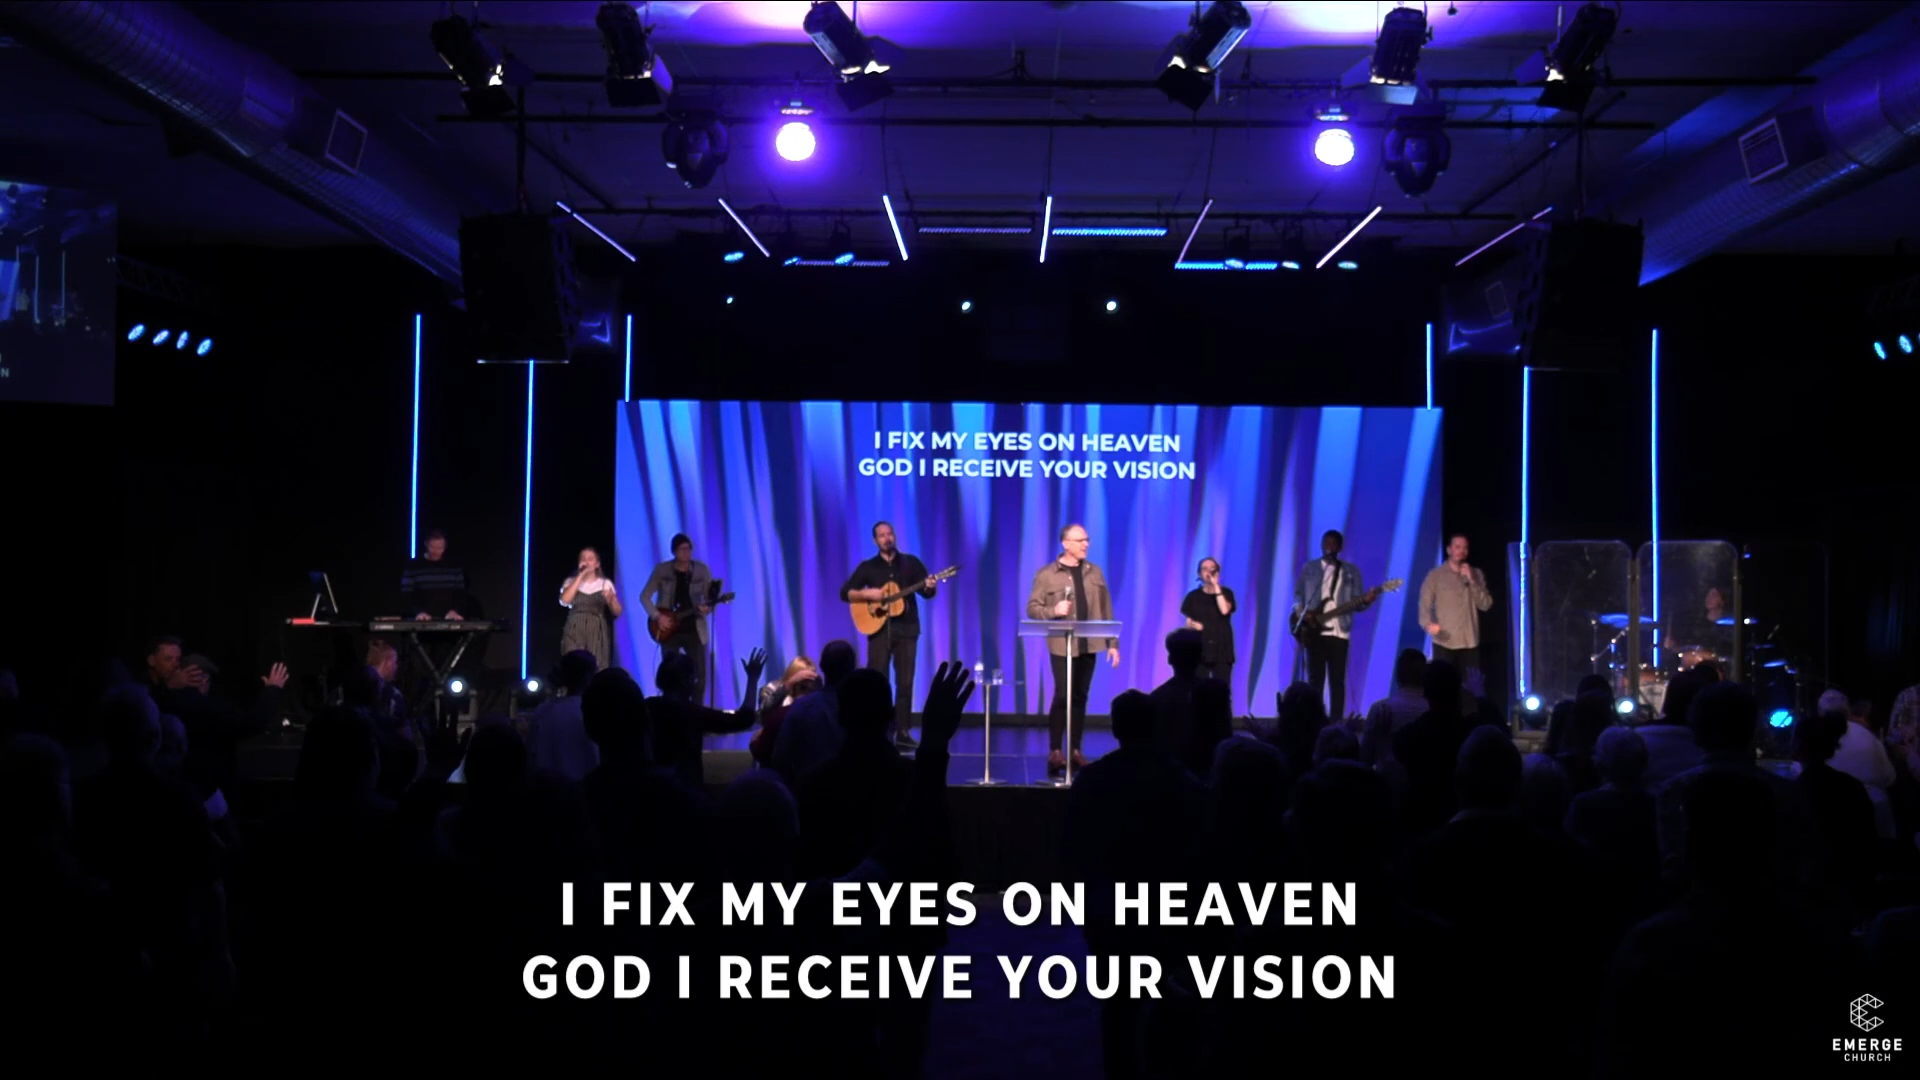 I FIX MY EYES ON HEAVEN
GOD I RECEIVE YOUR VISION
I FIX MY EYES ON HEAVEN
GOD I RECEIVE YOUR VISION
EMERGE
CHURCH